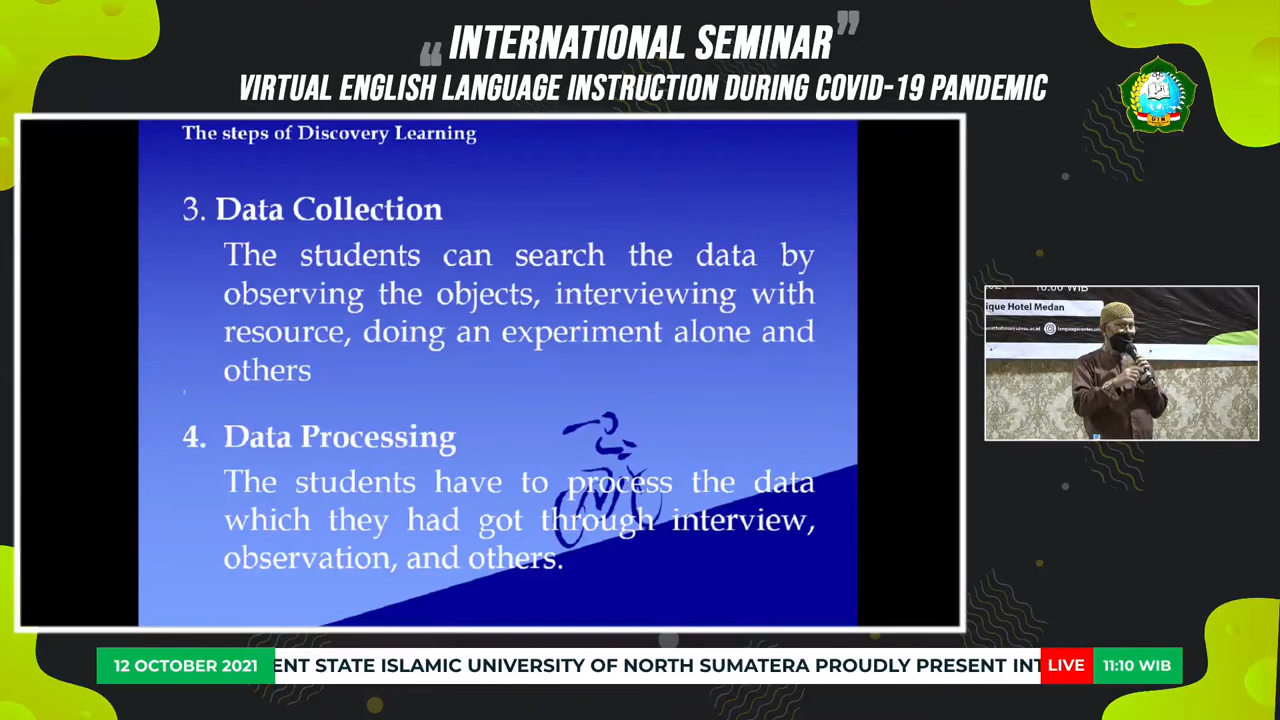 “ INTERNATIONAL SEMINAR ”
VIRTUAL ENGLISH LANGUAGE INSTRUCTION DURING COVID-19 PANDEMIC
UIN
The steps of Discovery Learning
3. Data Collection
The students can search the data by
observing the objects, interviewing with
resource, doing an experiment alone and
others
4. Data Processing
The students have to process the data
which they had got through interview,
observation, and others.
WIB
ique Hotel Medan
12 OCTOBER 2021
ENT STATE ISLAMIC UNIVERSITY OF NORTH SUMATERA PROUDLY PRESENT INT
LIVE
11:10 WIB